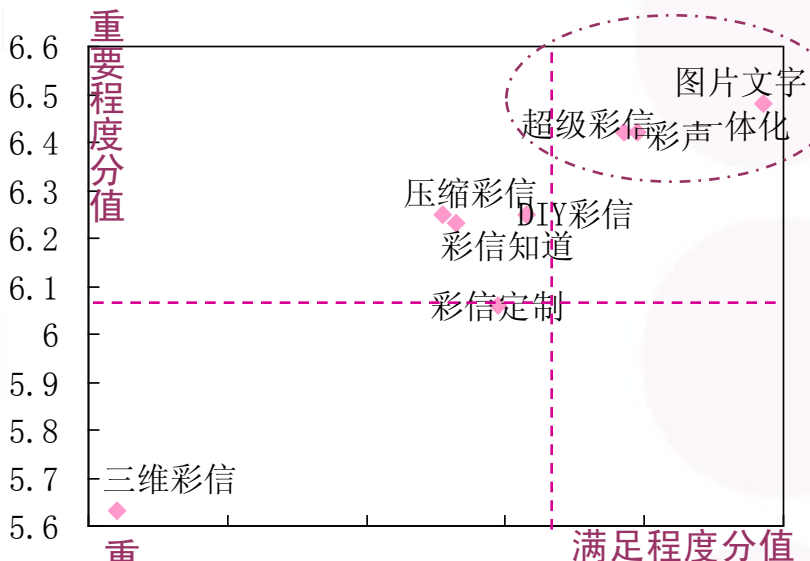 重要程度分值
6.6
6.5
6.4
6.3
6.2
6.1
6
5.9
5.8
5.7
5.6
图片文字
一体化
超级彩信
彩声
压缩彩信
DIY彩信
彩信知道
彩信定制
三维彩信
满足程度分值
重